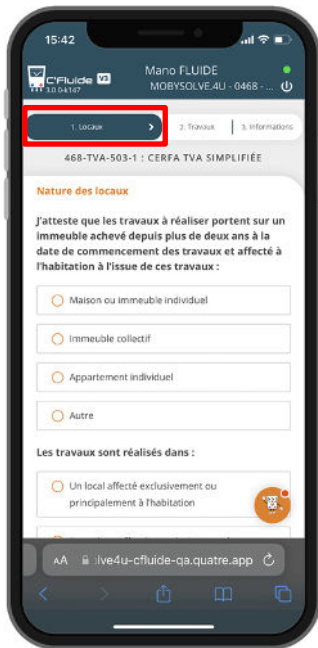 15:42
C'Fluide V3
3.0.0-k147
Mano FLUIDE
MOBYSOLVE.4U - 0468 - ...
1. Locaux
2. Travaux
3. Informations
468-TVA-503-1 : CERFA TVA SIMPLIFIÉE
Nature des locaux
J'atteste que les travaux à réaliser portent sur un
immeuble achevé depuis plus de deux ans à la
date de commencement des travaux et affecté à
l'habitation à l'issue de ces travaux :
Maison ou immeuble individuel
Immeuble collectif
Appartement individuel
Autre
Les travaux sont réalisés dans :
Un local affecté exclusivement ou
principalement à l'habitation
AA lve4u-cfluide-qa.quatre.app